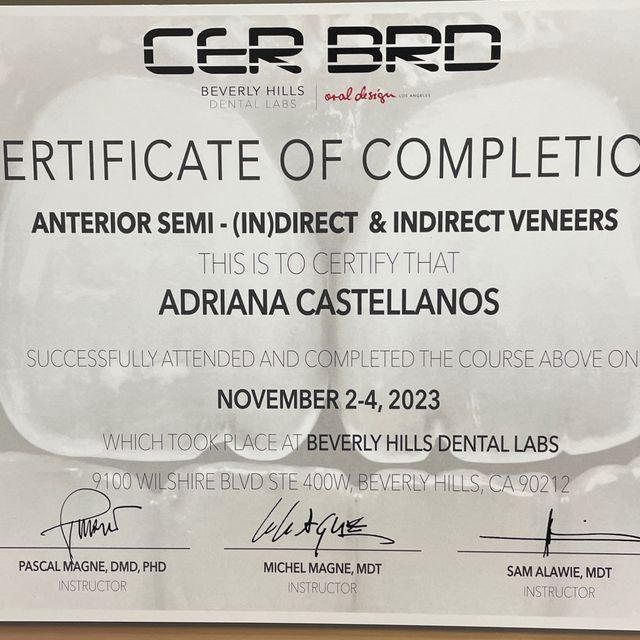 CER BRD
BEVERLY HILLS
DENTAL LABS
oral design LOS ANGELES
ERTIFICATE OF COMPLETIO
ANTERIOR SEMI - (IN)DIRECT & INDIRECT VENEERS
THIS IS TO CERTIFY THAT
ADRIANA CASTELLANOS
SUCCESSFULLY ATTENDED AND COMPLETED THE COURSE ABOVE ON
NOVEMBER 2-4, 2023
WHICH TOOK PLACE AT BEVERLY HILLS DENTAL LABS
9100 WILSHIRE BLVD STE 400W, BEVERLY HILLS, CA 90212
PASCAL MAGNE, DMD, PHD
INSTRUCTOR
MICHEL MAGNE, MDT
INSTRUCTOR
SAM ALAWIE, MDT
INSTRUCTOR